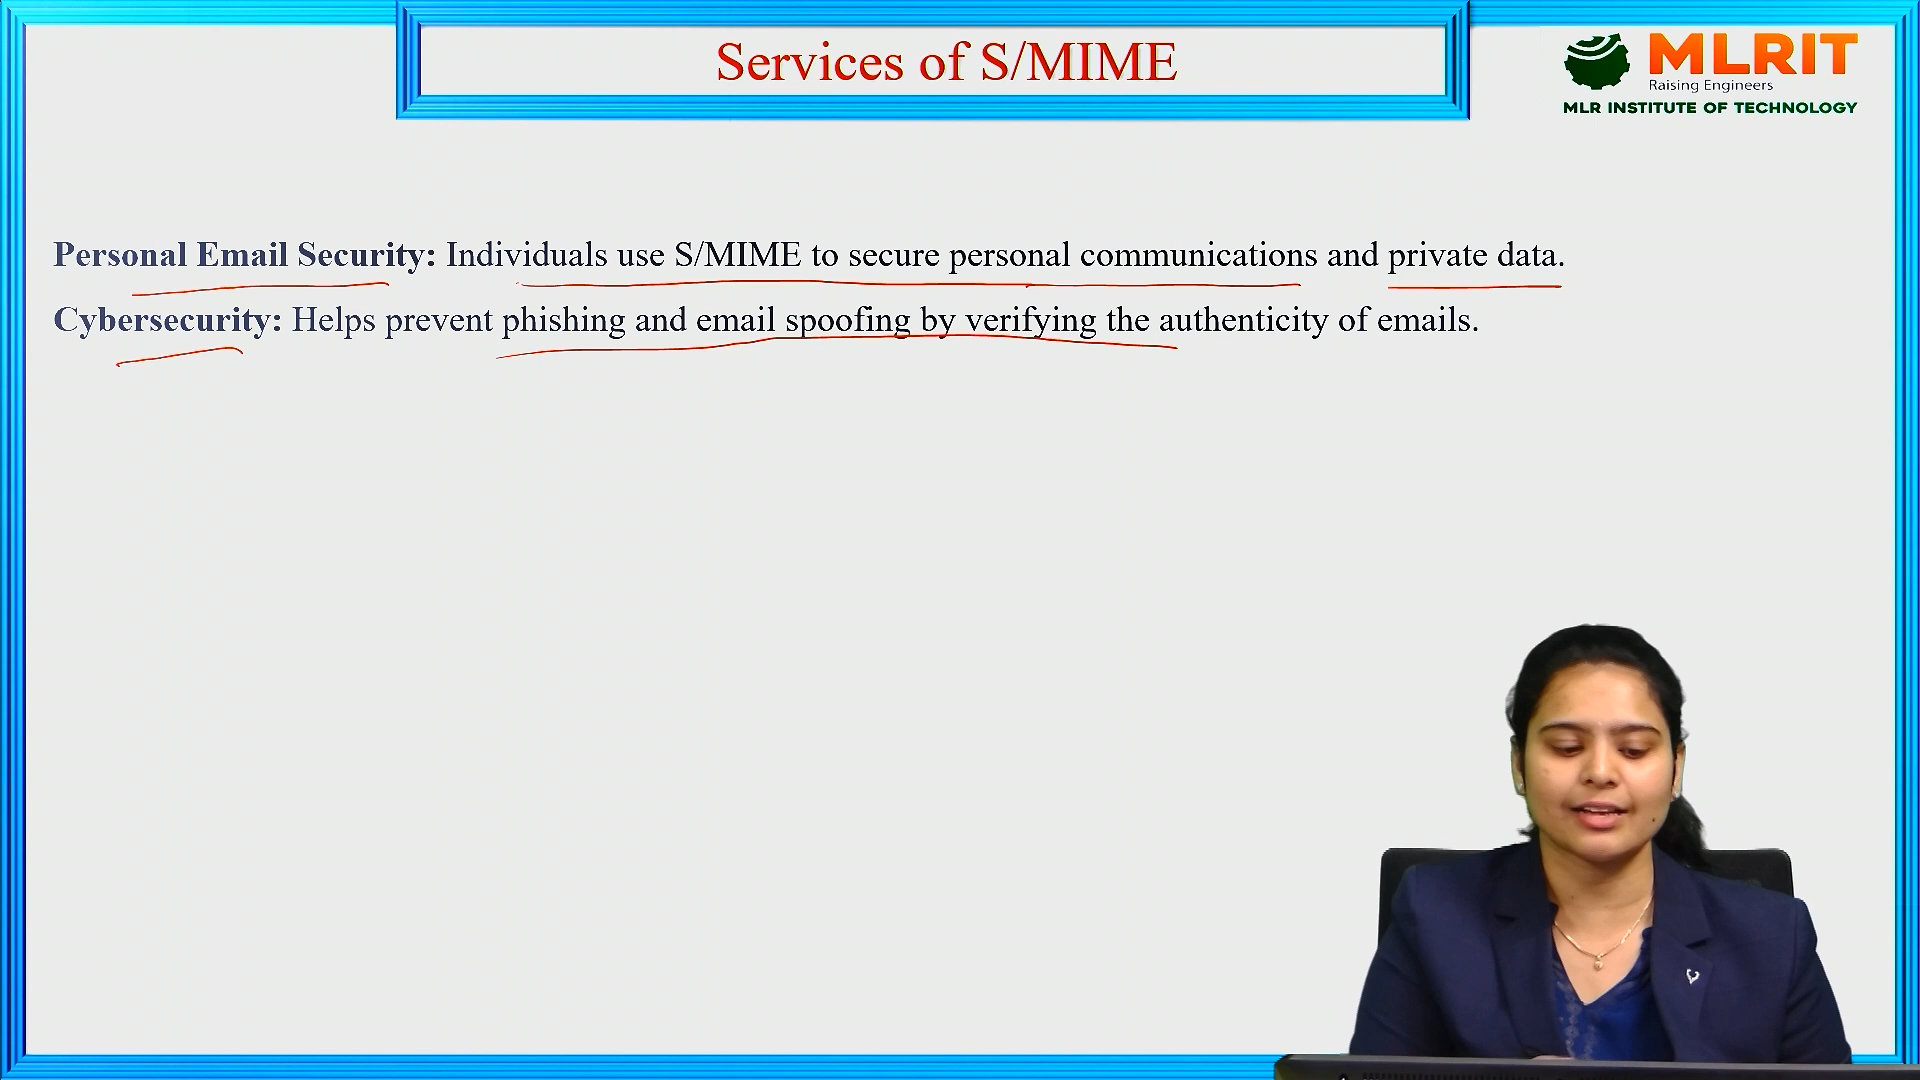 Services of S/MIME
MLRIT
Raising Engineers
MLR INSTITUTE OF TECHNOLOGY
Personal Email Security: Individuals use S/MIME to secure personal communications and private data.
Cybersecurity: Helps prevent phishing and email spoofing by verifying the authenticity of emails.